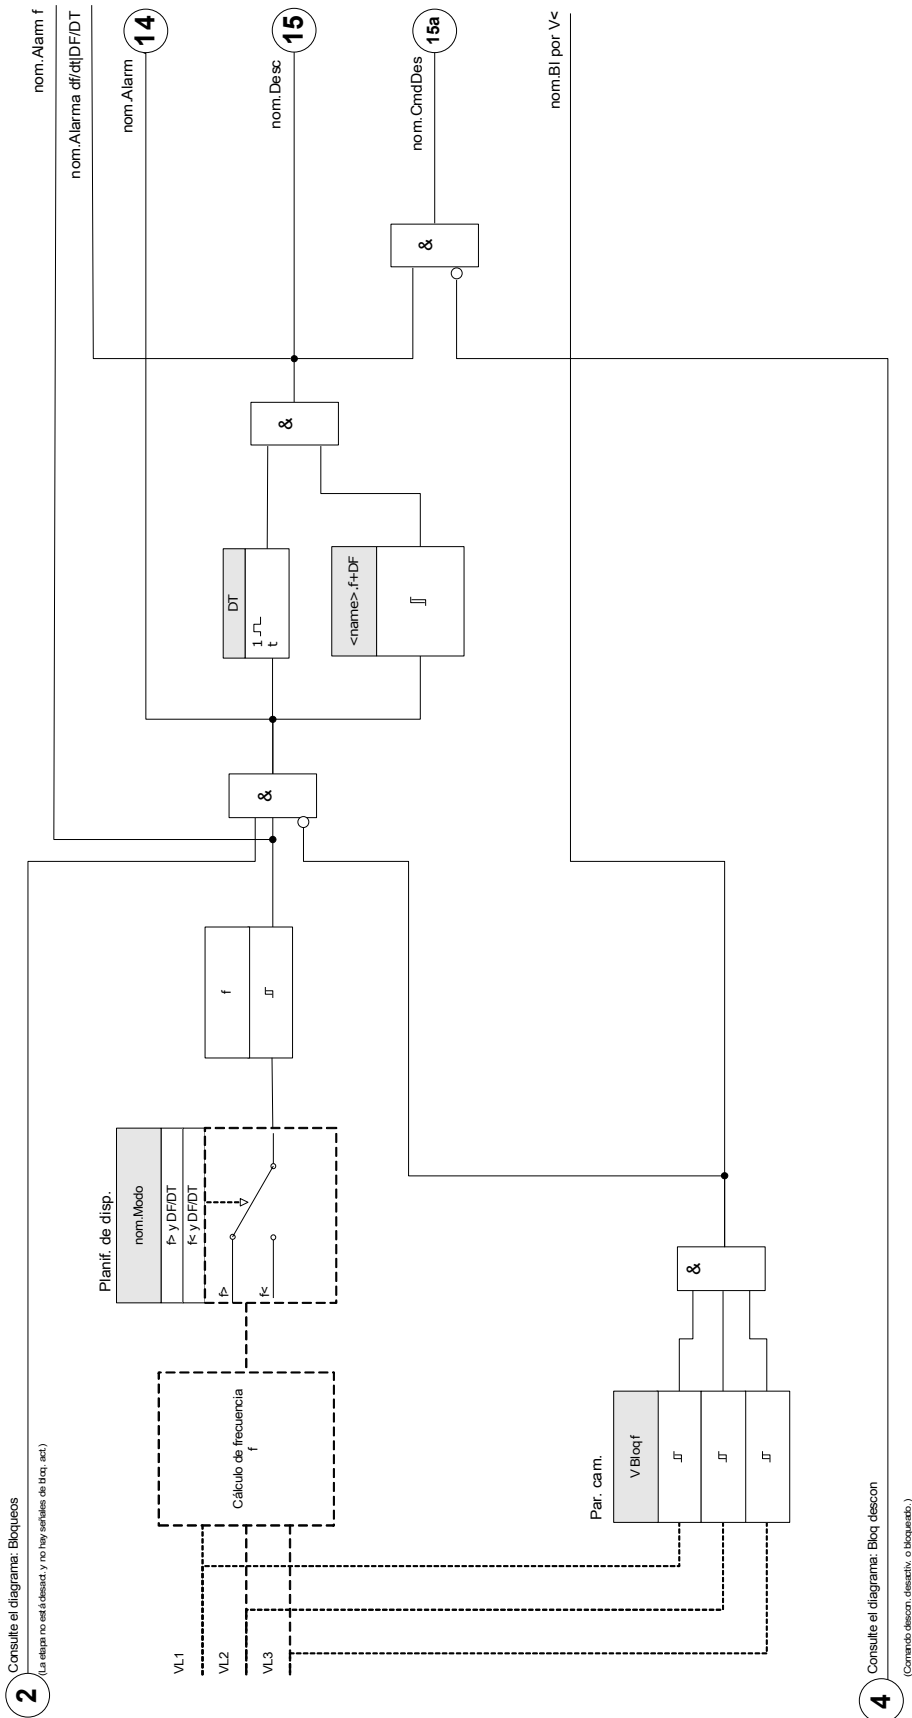 2
Consulte el diagrama: Bloqueos
(La etapa no está desact. y no hay señales de bloq. act.)
VL1
VL2
VL3
Cálculo de frecuencia
f
Planif. de disp.
nom.Modo
f> y DF/DT
f< y DF/DT
f>
f<
f
&
DT
1
t
<name>.f+DF
&
&
nom.Alarm f
nom.Alarma df/dt|DF/DT
nom.Alarm
14
nom.Desc
15
nom.CmdDes
15a
nom.Bl por V<
Par. cam.
V Bloq f
&
4
Consulte el diagrama: Bloq descon
(Comando descon. desactiv. o bloqueado.)